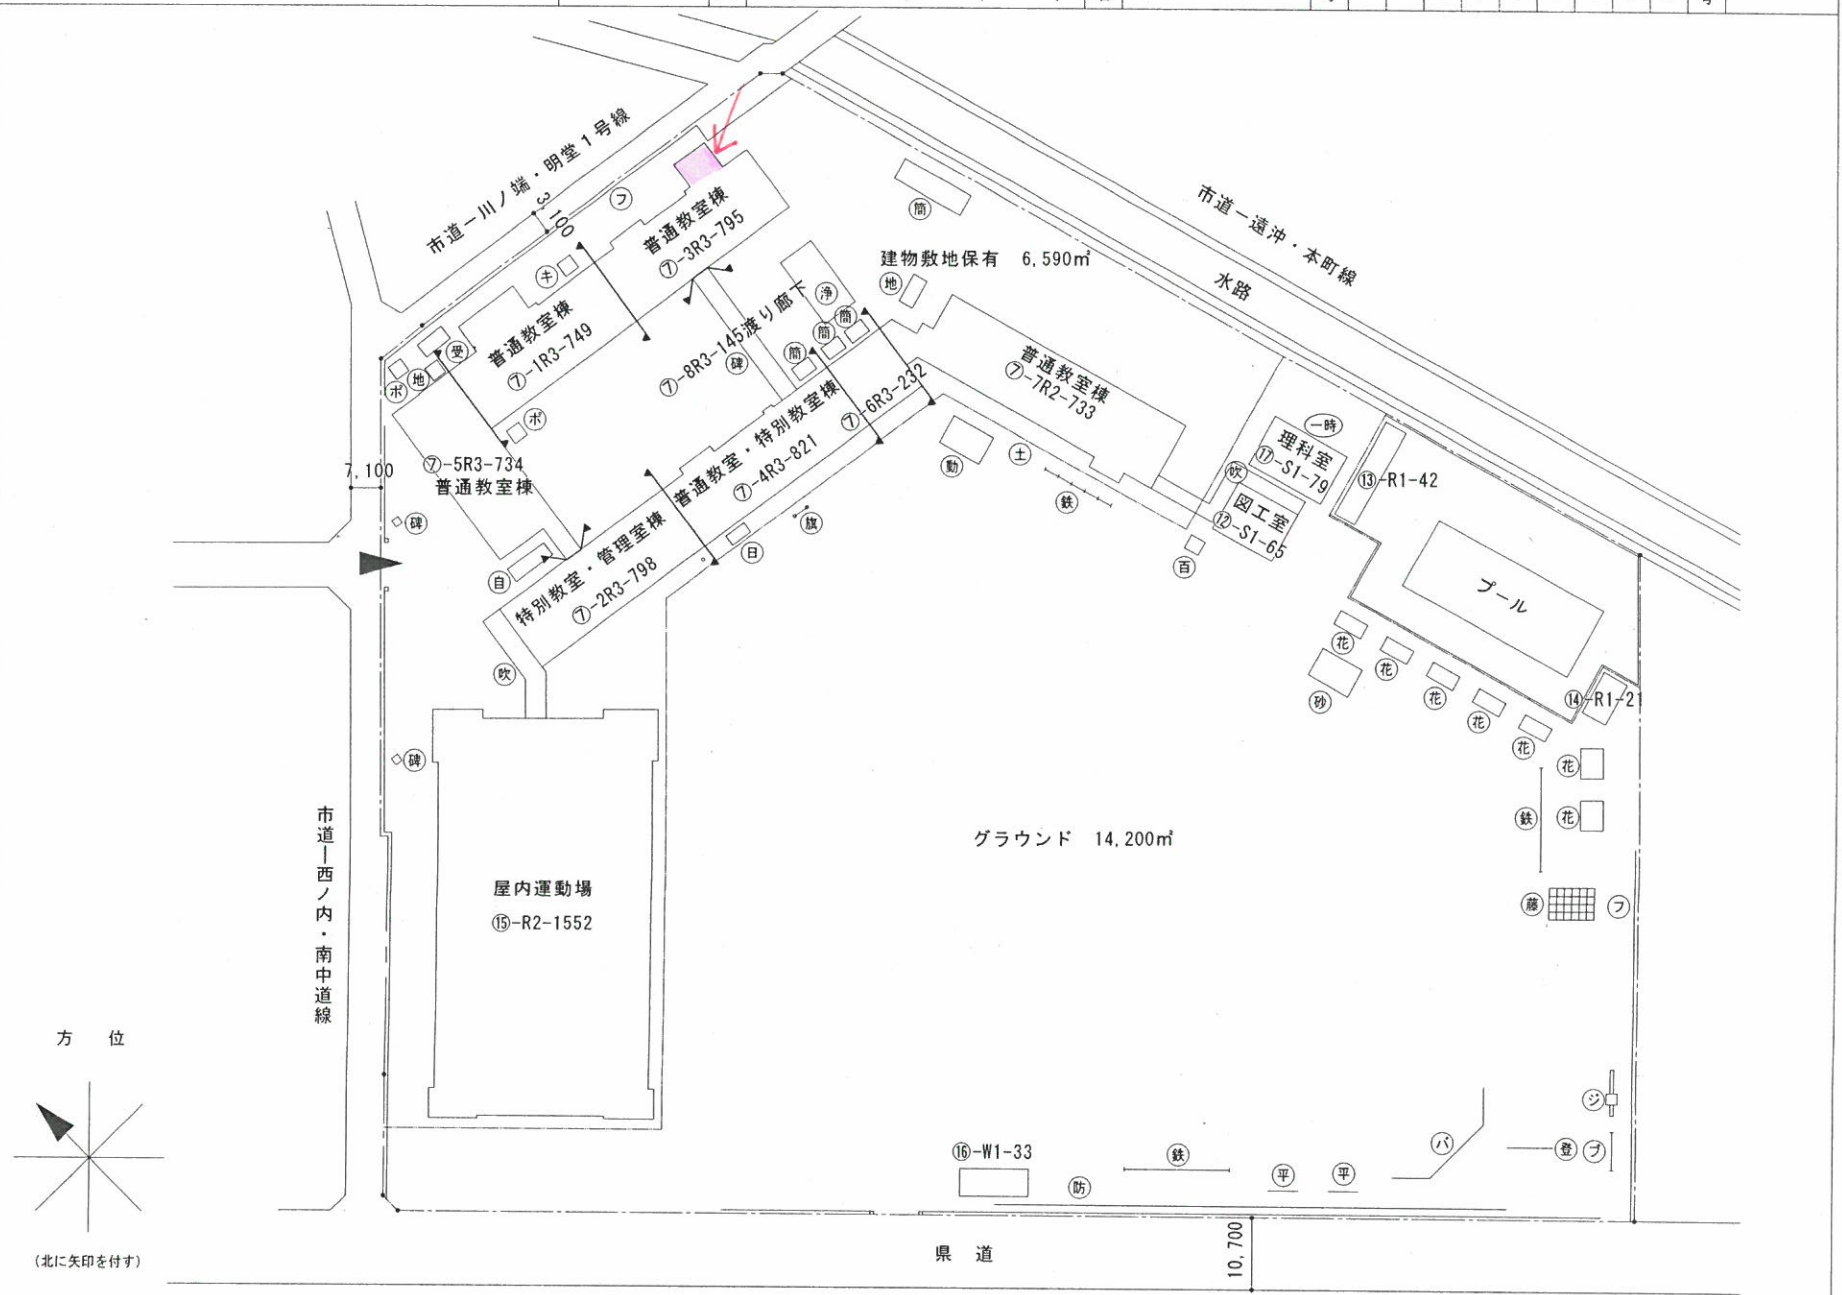 市道ー川ノ端・明堂1号線
3,100
フ
キ
普通教室棟
⑦-3R3-795
簡
市道ー遠沖・本町線
水路
建物敷地保有 6,590㎡
地
浄
簡
簡
簡
普通教室棟
⑦-1R3-749
受
地
ポ
ポ
⑦-8R3-145渡り廊下
碑
普通教室棟
⑦-7R2-733
7,100
⑦-5R3-734
普通教室棟
碑
自
普通教室・特別教室棟
⑦-4R3-821
⑦-6R3-232
特別教室・管理室棟
⑦-2R3-798
日
旗
動
土
鉄
一時
理科室
⑰-S1-79
吹
図工室
⑫-S1-65
百
⑬-R1-42
プール
⑭-R1-21
吹
碑
花
花
花
花
花
花
花
砂
鉄
藤
フ
市道ー西ノ内・南中道線
屋内運動場
⑮-R2-1552
グラウンド 14,200㎡
方 位
(北に矢印を付す)
⑯-W1-33
防
鉄
平
平
バ
登
ブ
ジ
県 道
10,700